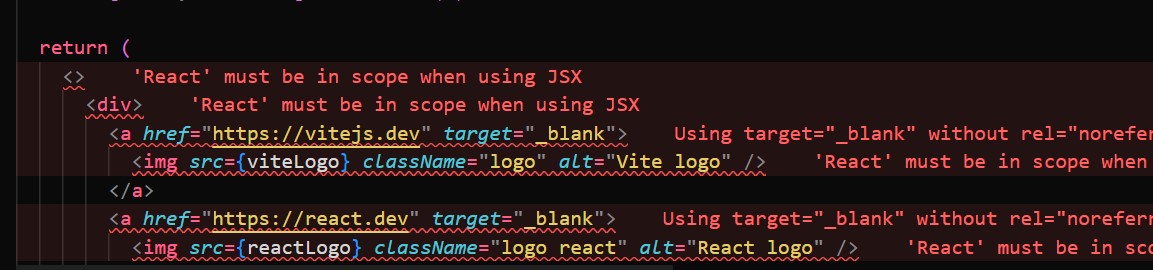 return (
<> 'React' must be in scope when using JSX
<div> 'React' must be in scope when using JSX
<a href="https://vitejs.dev" target="_blank"> Using target="_blank" without rel="noreferr
<img src={viteLogo} className="logo" alt="Vite logo" /> 'React' must be in scope when
</a>
<a href="https://react.dev" target="_blank"> Using target="_blank" without rel="noreferr
<img src={reactLogo} className="logo react" alt="React logo" /> 'React' must be in sco